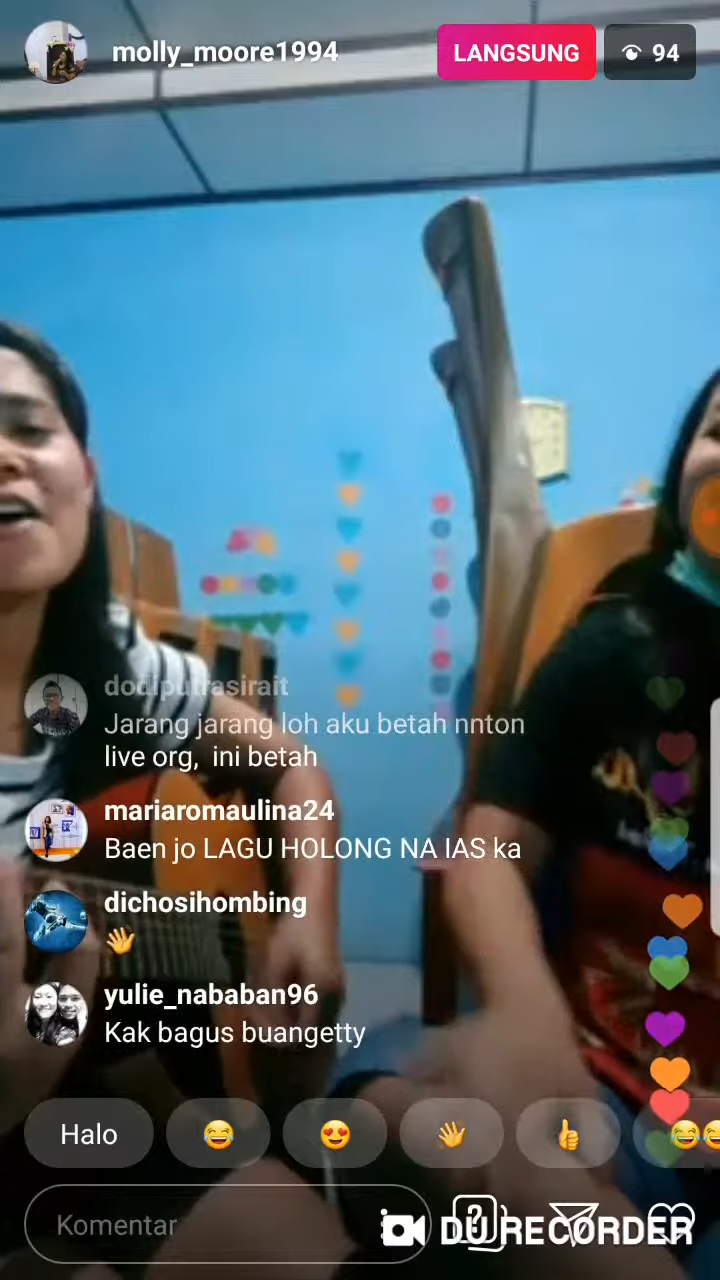 molly_moore1994
LANGSUNG
94
dodiputrasirait
Jarang jarang loh aku betah nnton
live org, ini betah
mariaromaulina24
Baen jo LAGU HOLONG NA IAS ka
dichosihombing
👋
yulie_nababan96
Kak bagus buangetty
Halo
Komentar
DU RECORDER